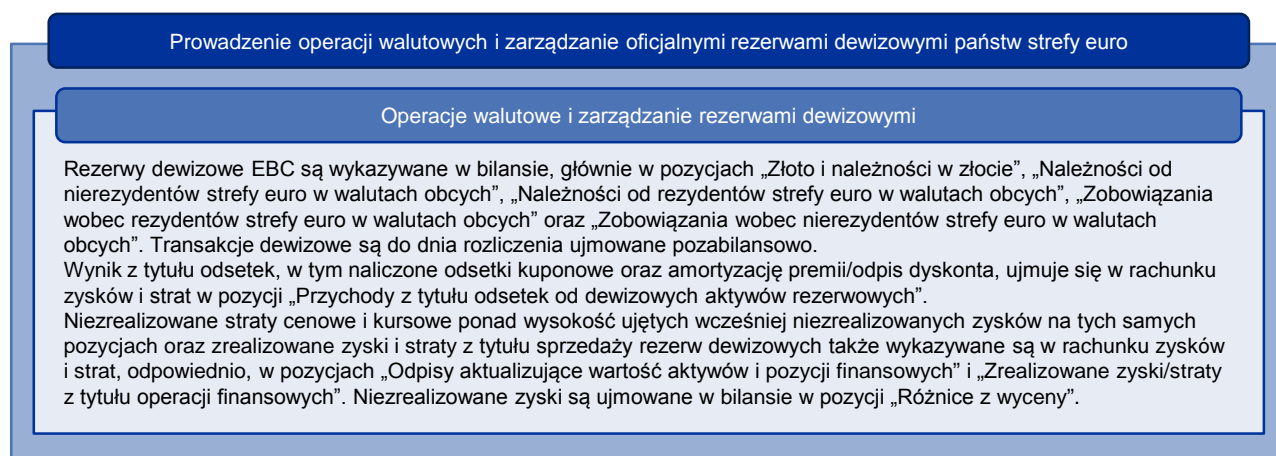 Prowadzenie operacji walutowych i zarządzanie oficjalnymi rezerwami dewizowymi państw strefy euro
Operacje walutowe i zarządzanie rezerwami dewizowymi
Rezerwy dewizowe EBC są wykazywane w bilansie, głównie w pozycjach „Złoto i należności w złocie”, „Należności od
nierezydentów strefy euro w walutach obcych”, „Należności od rezydentów strefy euro w walutach obcych”, „Zobowiązania
wobec rezydentów strefy euro w walutach obcych” oraz „Zobowiązania wobec nierezydentów strefy euro w walutach
obcych”. Transakcje dewizowe są do dnia rozliczenia ujmowane pozabilansowo.
Wynik z tytułu odsetek, w tym naliczone odsetki kuponowe oraz amortyzację premii/odpis dyskonta, ujmuje się w rachunku
zysków i strat w pozycji „Przychody z tytułu odsetek od dewizowych aktywów rezerwowych”.
Niezrealizowane straty cenowe i kursowe ponad wysokość ujętych wcześniej niezrealizowanych zysków na tych samych
pozycjach oraz zrealizowane zyski i straty z tytułu sprzedaży rezerw dewizowych także wykazywane są w rachunku zysków
i strat, odpowiednio, w pozycjach „Odpisy aktualizujące wartość aktywów i pozycji finansowych” i „Zrealizowane zyski/straty
z tytułu operacji finansowych”. Niezrealizowane zyski są ujmowane w bilansie w pozycji „Różnice z wyceny”.